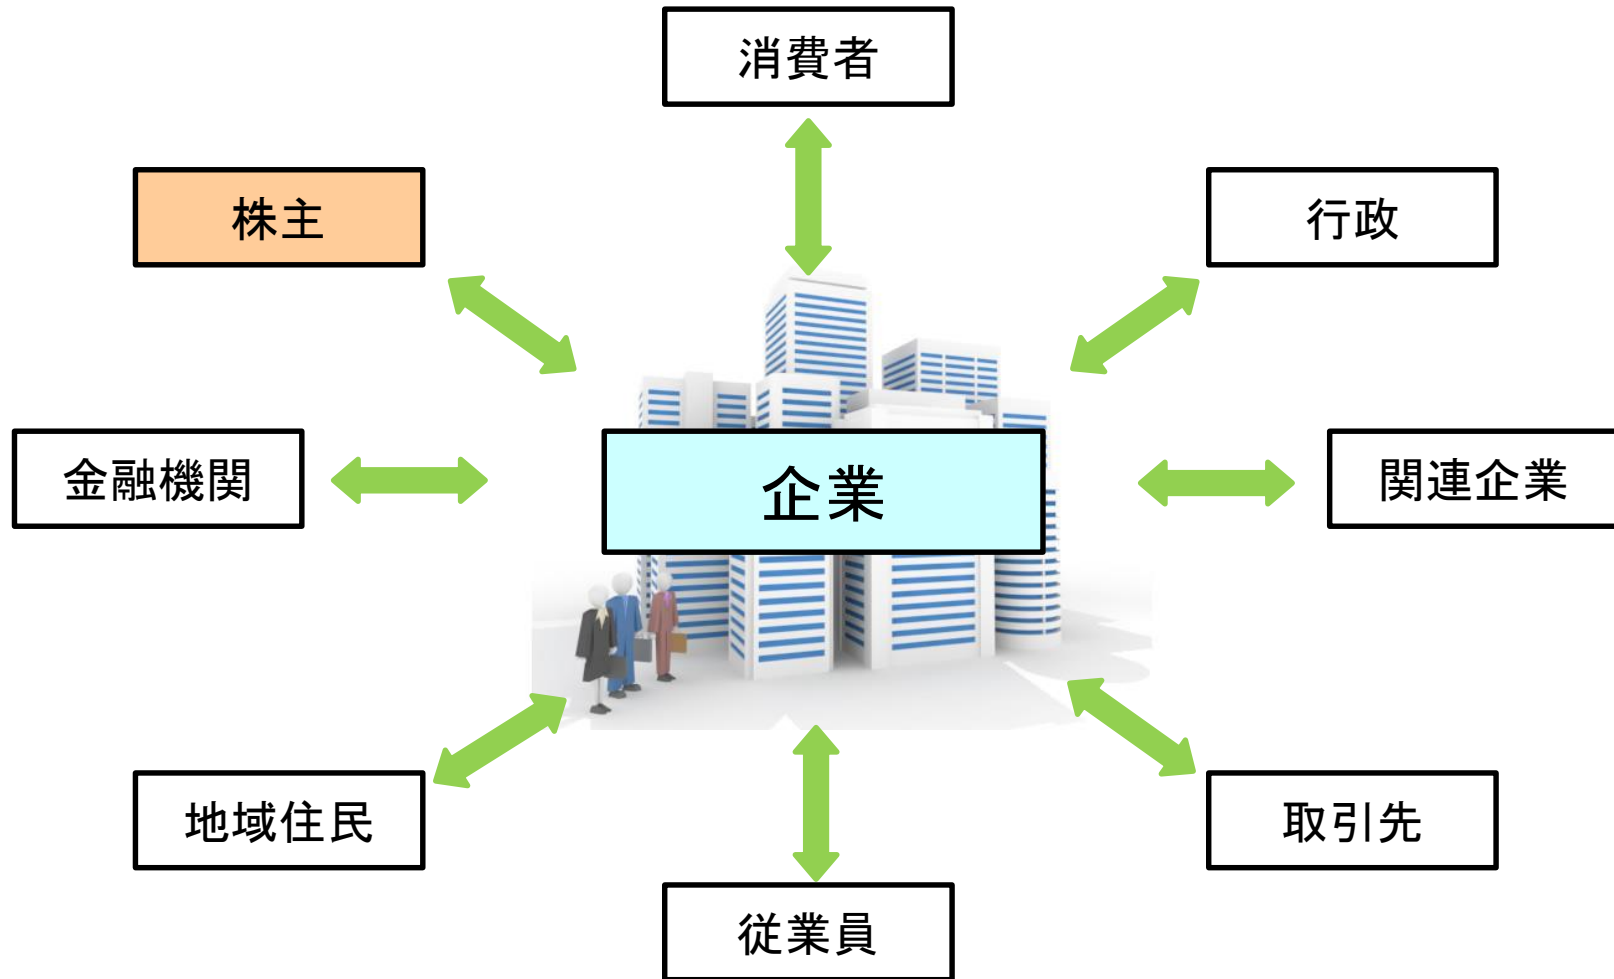 消費者
株主
行政
金融機関
企業
関連企業
地域住民
取引先
従業員